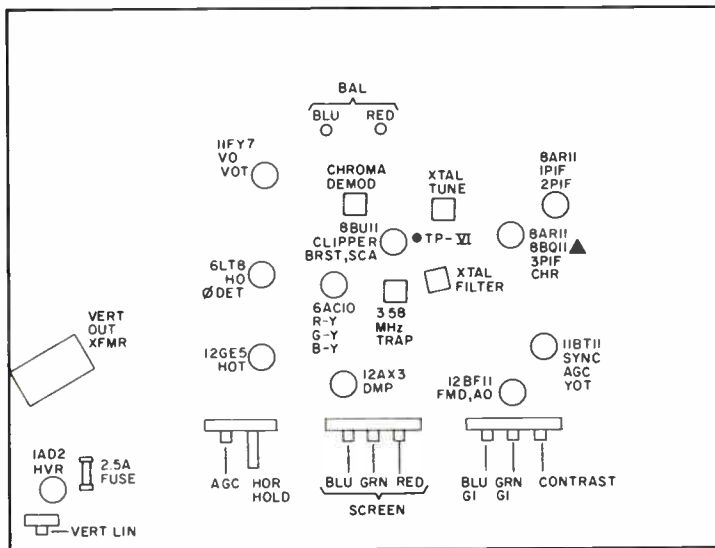 BAL
BLU RED
11FY7
VO
VOT
CHROMA
DEMOD
XTAL
TUNE
8AR11
1PIF
2PIF
8BU11
CLIPPER
BRST,SCA
TP-VI
8AR11
8BQ11
3PIF
CHR
6LT8
HO
ØDET
6AC10
R-Y
G-Y
B-Y
3.58
MHz
TRAP
XTAL
FILTER
VERT
OUT
XFMR
12GE5
HOT
12AX3
DMP
12BF11
FMD,AO
11BT11
SYNC
AGC
YOT
1AD2
HVR
2.5A
FUSE
VERT LIN
AGC
HOR
HOLD
BLU GRN RED
SCREEN
BLU
G1
GRN
G1
CONTRAST